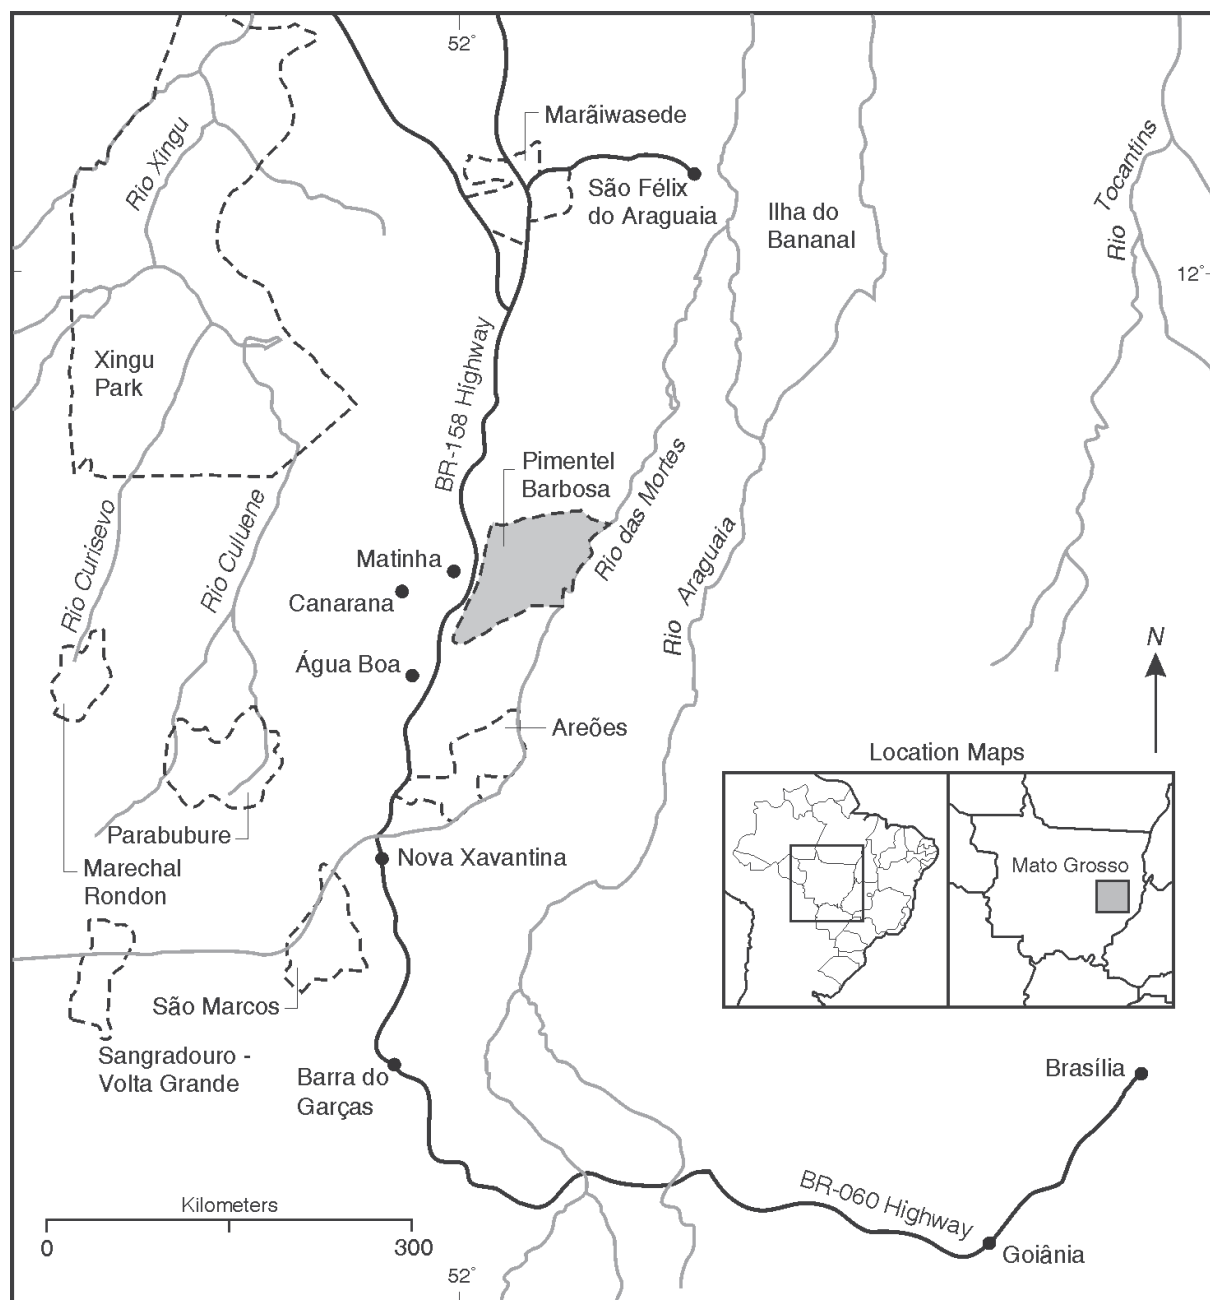 52°
Marãiwasede
Rio Xingu
São Félix
do Araguaia
Ilha do
Bananal
Rio Tocantins
12°
Xingu
Park
BR-158 Highway
Pimentel
Barbosa
Rio das Mortes
Rio Curisevo
Rio Culuene
Matinha
Canarana
Rio Araguaia
Água Boa
N
Areões
Location Maps
Parabubure
Nova Xavantina
Mato Grosso
Marechal
Rondon
São Marcos
Sangradouro -
Volta Grande
Barra do
Garças
Brasília
BR-060 Highway
Kilometers
0
300
Goiânia
52°